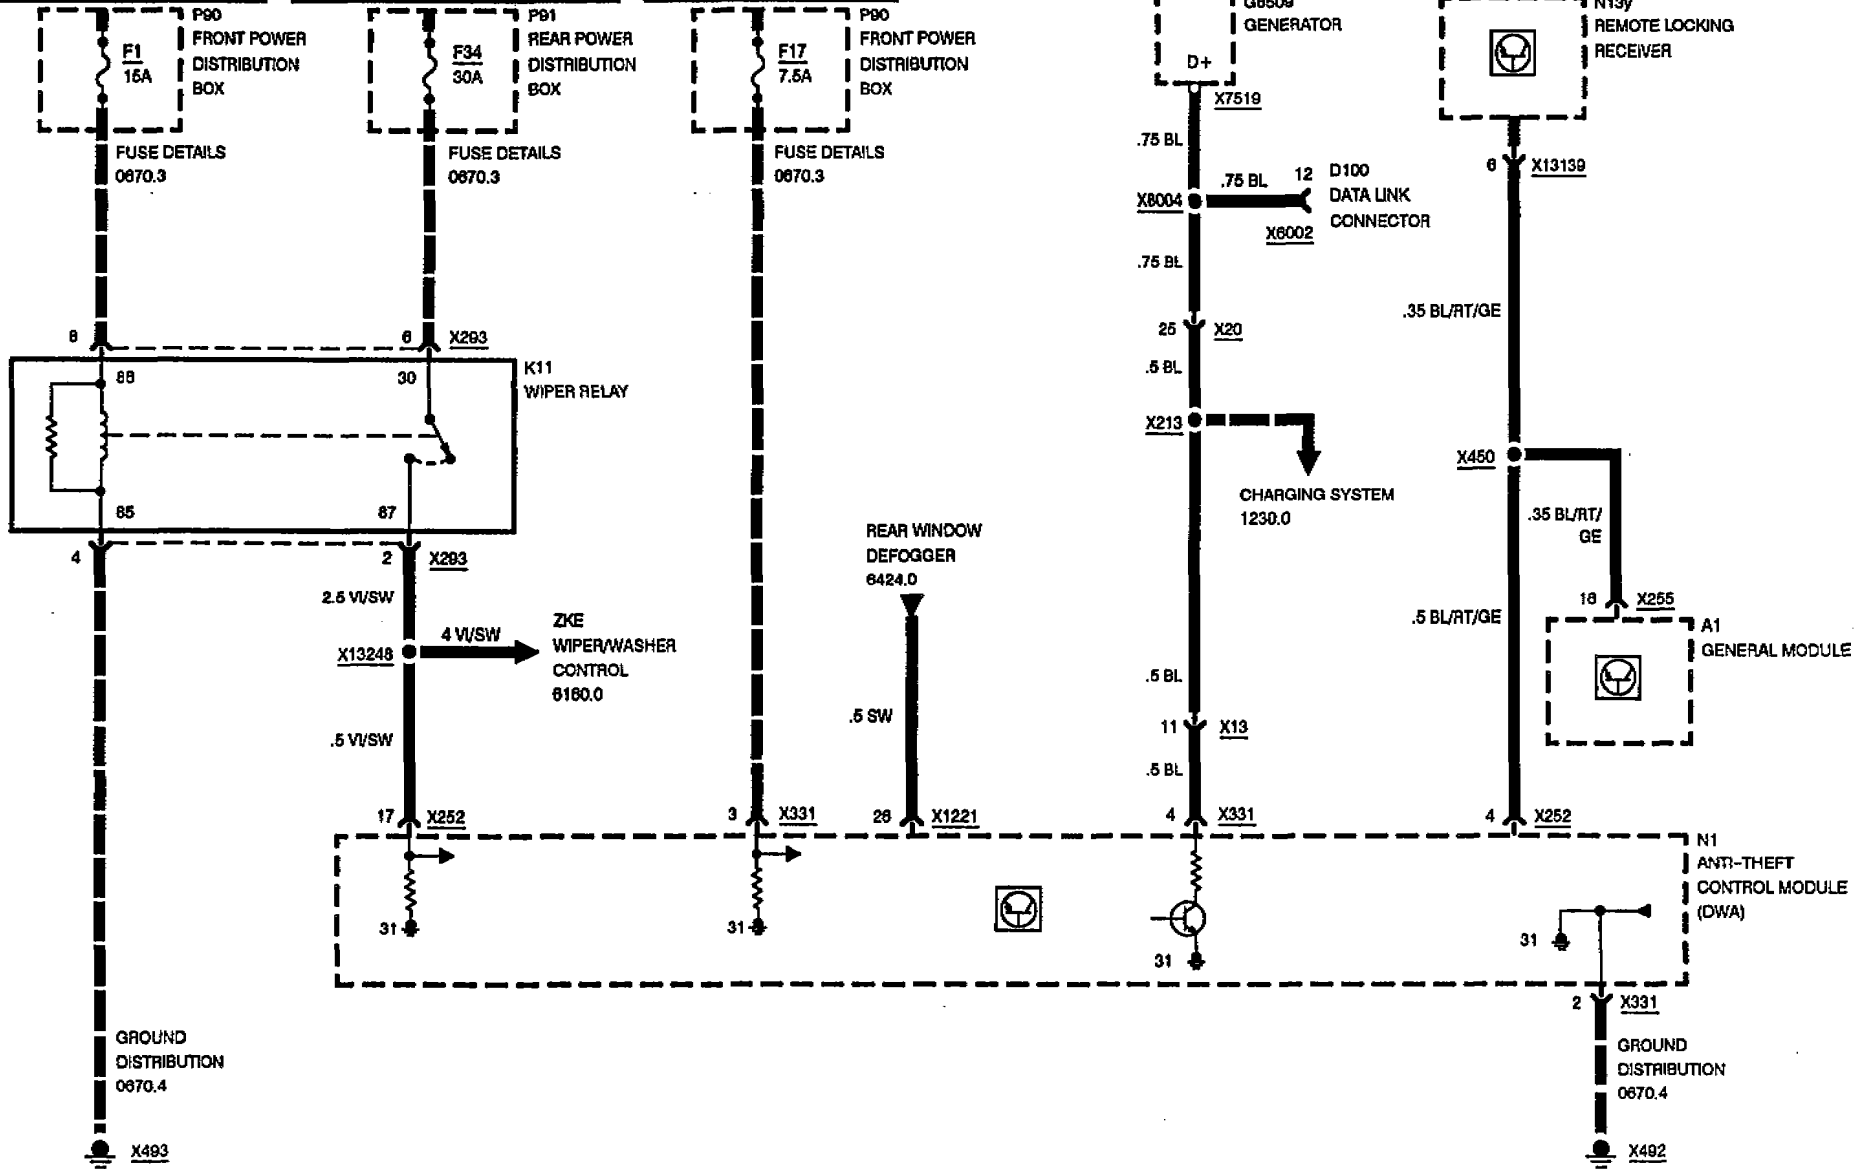 P90
FRONT POWER
DISTRIBUTION
BOX
F1
15A
FUSE DETAILS
0670.3
P91
REAR POWER
DISTRIBUTION
BOX
F34
30A
FUSE DETAILS
0670.3
P90
FRONT POWER
DISTRIBUTION
BOX
F17
7.5A
FUSE DETAILS
0670.3
GENERATOR
D+
X7519
.75 BL
X6004
.75 BL
12
D100
DATA LINK
CONNECTOR
X6002
.75 BL
25
X20
.5 BL
X213
CHARGING SYSTEM
1230.0
.5 BL
11
X13
.5 BL
4
X331
N13y
REMOTE LOCKING
RECEIVER
6
X13139
.35 BL/RT/GE
X450
.35 BL/RT/
GE
16
X255
A1
GENERAL MODULE
.5 BL/RT/GE
4
X252
8
6
X293
K11
WIPER RELAY
86
30
85
87
4
2
X293
2.5 VI/SW
X13248
4 VI/SW
ZKE
WIPER/WASHER
CONTROL
6160.0
.5 VI/SW
17
X252
3
X331
REAR WINDOW
DEFOGGER
6424.0
.5 SW
26
X1221
N1
ANTI-THEFT
CONTROL MODULE
(DWA)
31
31
31
31
2
X331
GROUND
DISTRIBUTION
0670.4
X493
GROUND
DISTRIBUTION
0670.4
X492